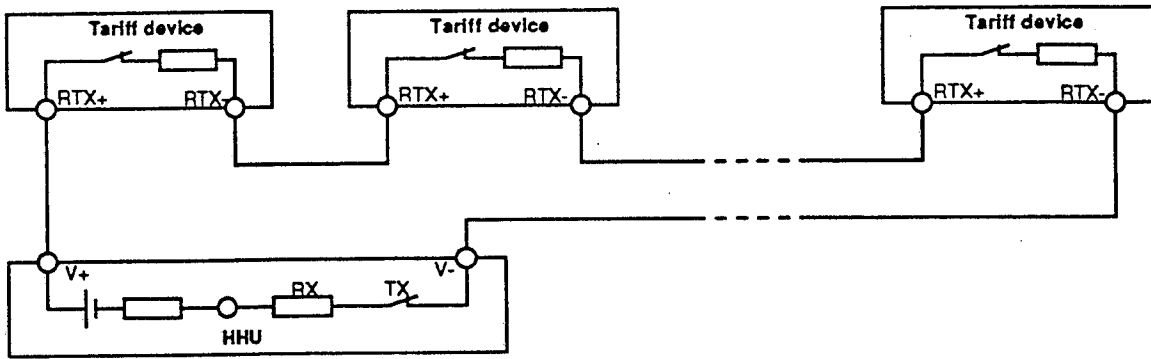 Tariff device
Tariff device
Tariff device
RTX+
RTX-
RTX+
RTX-
RTX+
RTX-
V+
V-
RX
TX
HHU